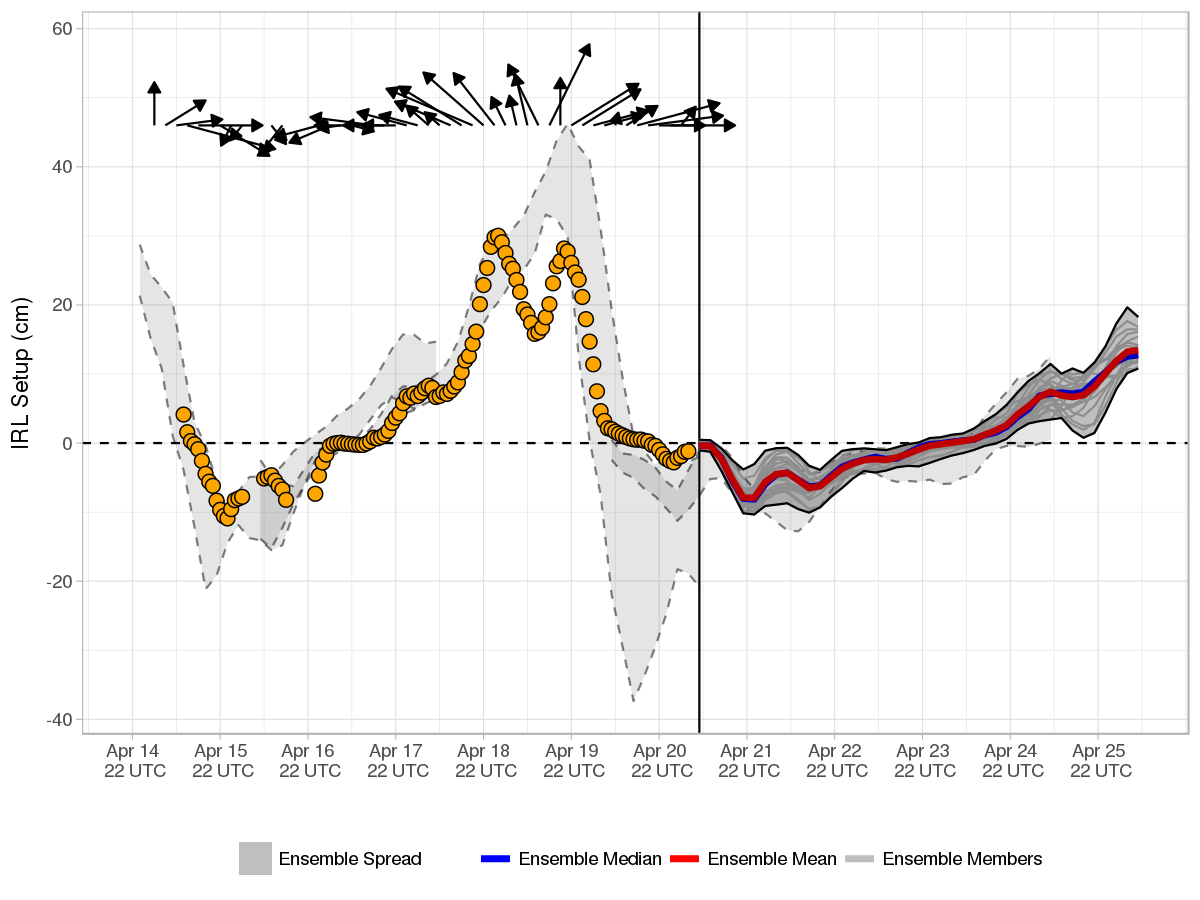 IRL Setup (cm)
60
40
20
0
-20
-40
Apr 14
22 UTC
Apr 15
22 UTC
Apr 16
22 UTC
Apr 17
22 UTC
Apr 18
22 UTC
Apr 19
22 UTC
Apr 20
22 UTC
Apr 21
22 UTC
Apr 22
22 UTC
Apr 23
22 UTC
Apr 24
22 UTC
Apr 25
22 UTC
Ensemble Spread
Ensemble Median
Ensemble Mean
Ensemble Members